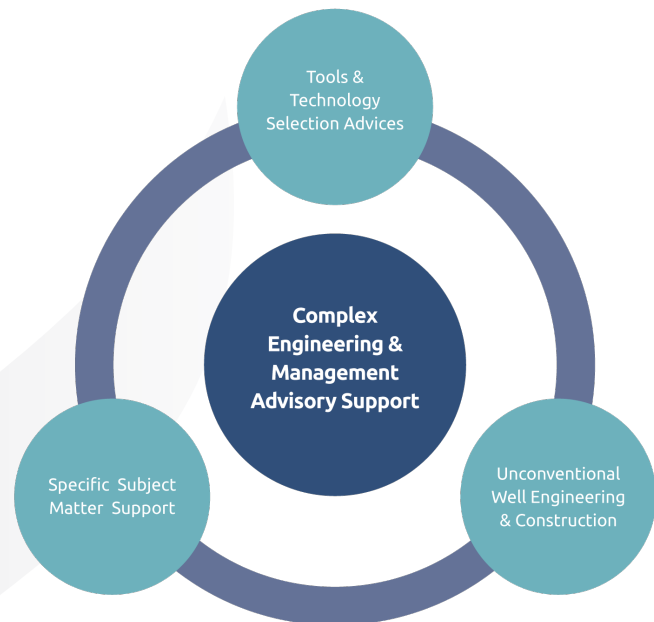 Tools &
Technology
Selection Advices
Complex
Engineering &
Management
Advisory Support
Specific Subject
Matter Support
Unconventional
Well Engineering
& Construction